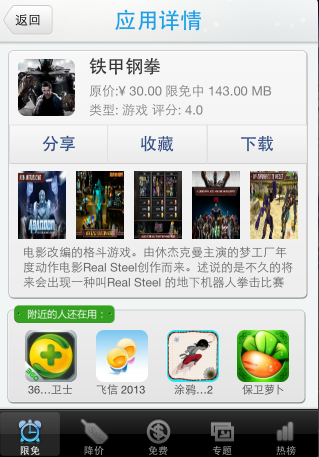 返回
应用详情
铁甲钢拳
原价:¥ 30.00 限免中 143.00 MB
类型: 游戏 评分: 4.0
分享
收藏
下载
ABADDON
电影改编的格斗游戏。由休杰克曼主演的梦工厂年
度动作电影Real Steel创作而来。述说的是不久的将
来会出现一种叫Real Steel 的地下机器人拳击比赛
附近的人还在用：
36...卫士
飞信 2013
涂鸦...2
保卫萝卜
限免
降价
免费
专题
热榜